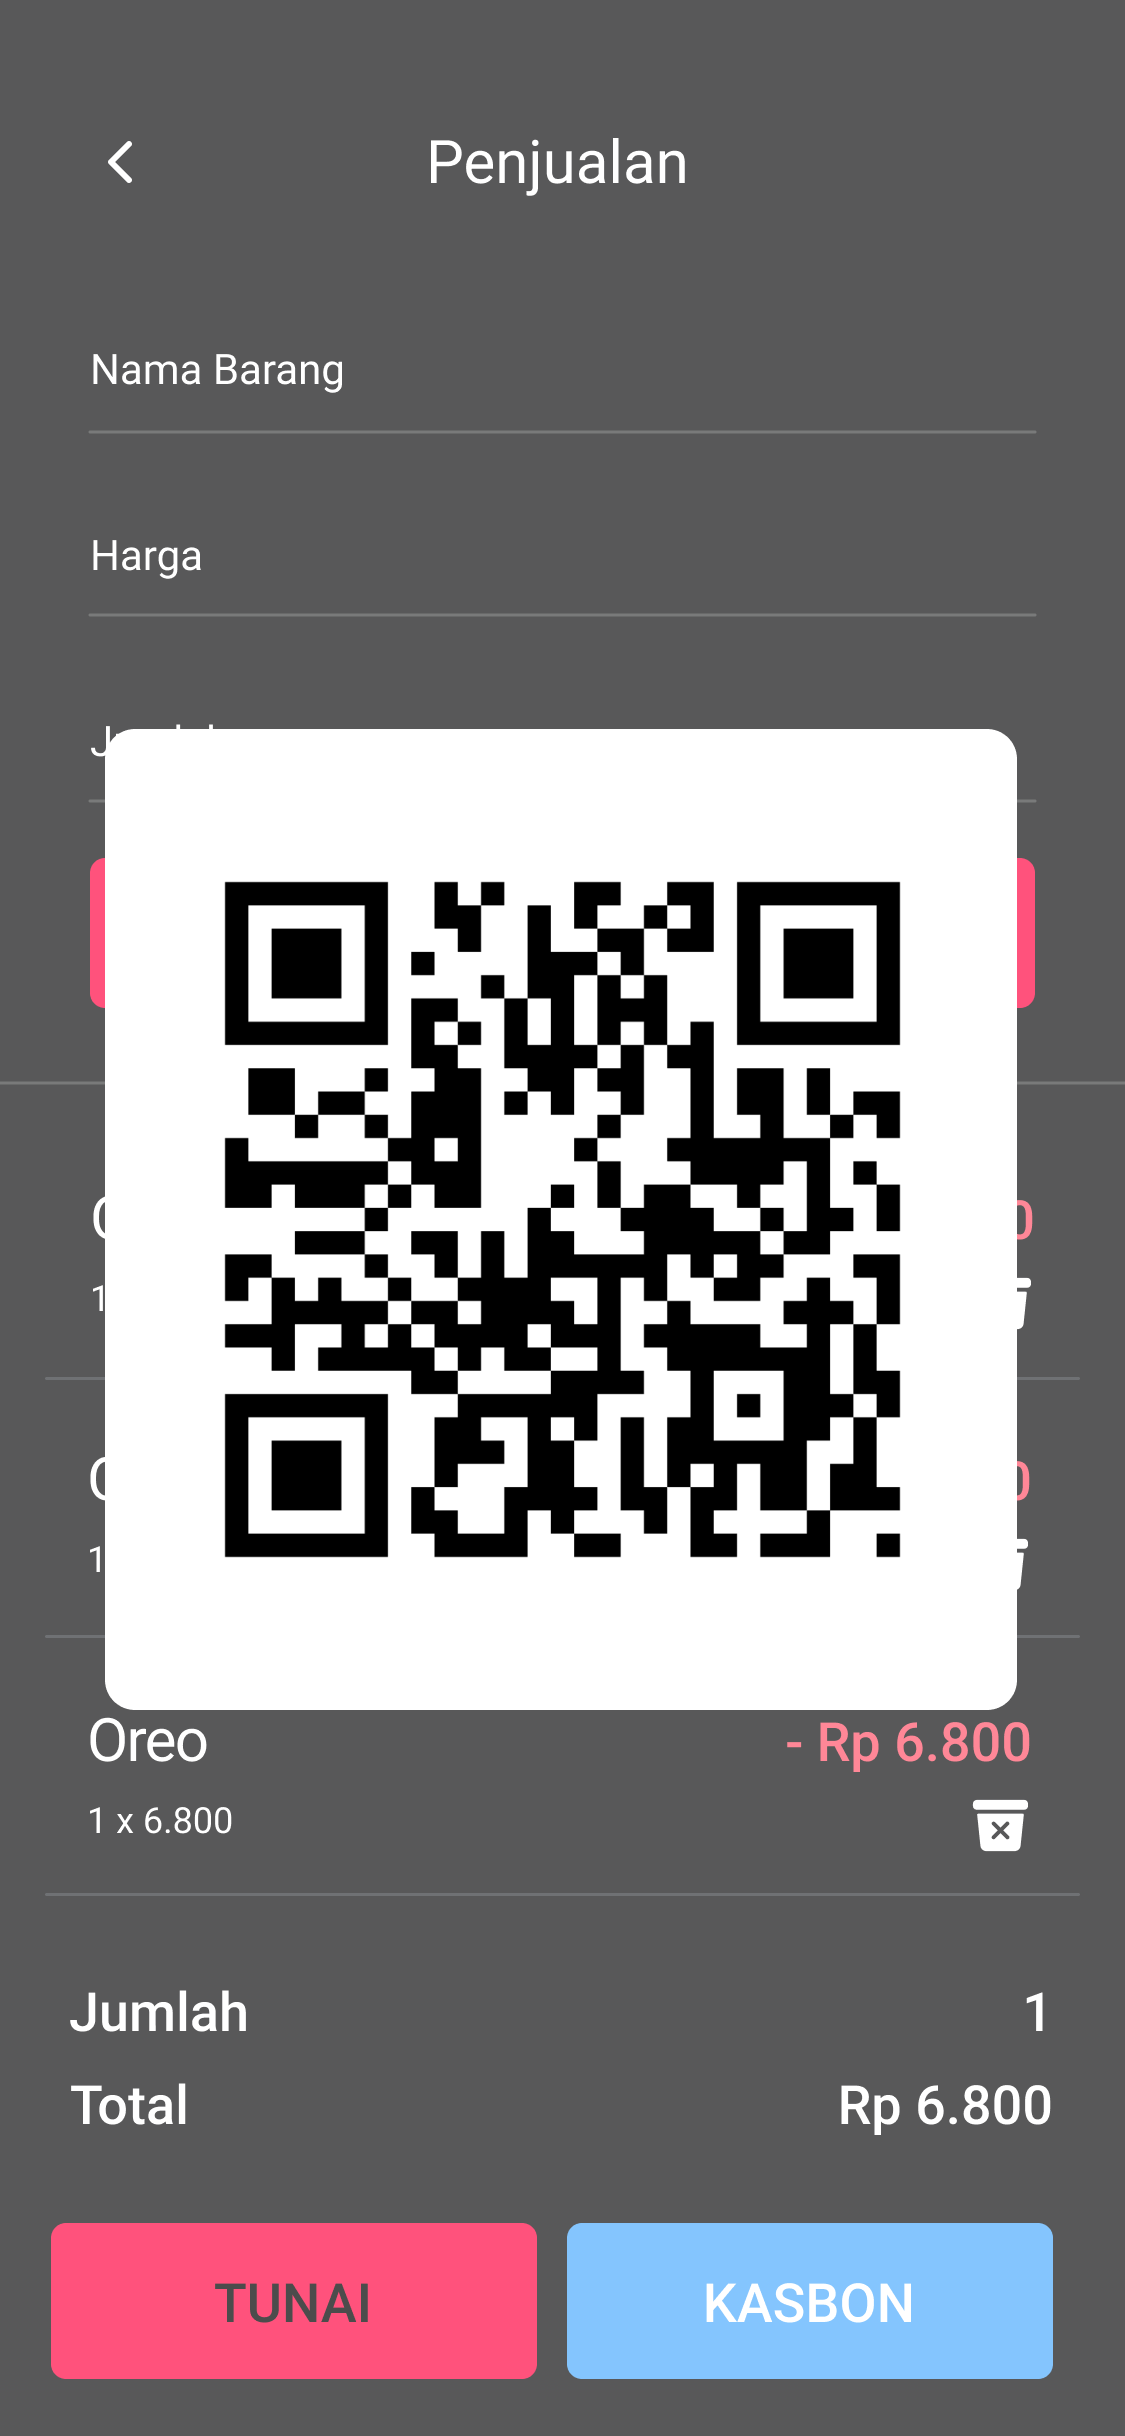 Penjualan
Nama Barang
Harga
Oreo - Rp 6.800
1 x 6.800
Jumlah 1
Total Rp 6.800
TUNAI KASBON